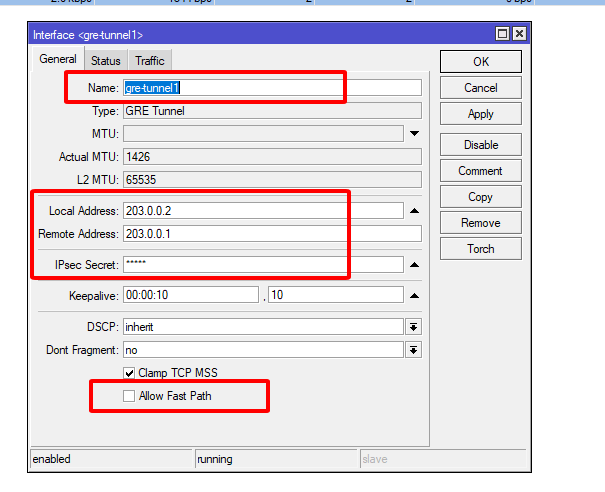 Interface <gre-tunnel1>
General Status Traffic
Name: gre-tunnel1
Type: GRE Tunnel
MTU:
Actual MTU: 1426
L2 MTU: 65535
Local Address: 203.0.0.2
Remote Address: 203.0.0.1
IPsec Secret: *****
Keepalive: 00:00:10 , 10
DSCP: inherit
Dont Fragment: no
Clamp TCP MSS
Allow Fast Path
OK
Cancel
Apply
Disable
Comment
Copy
Remove
Torch
enabled running slave